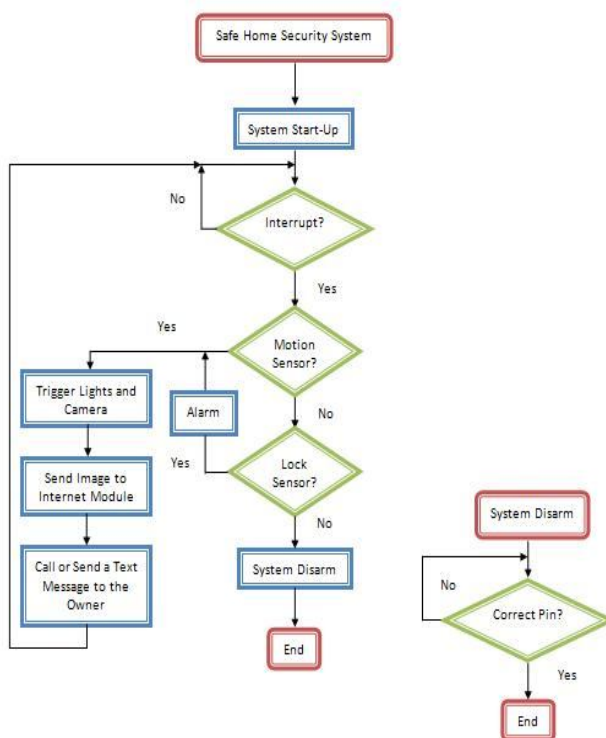 Safe Home Security System
System Start-Up
No
Interrupt?
Yes
Yes
Motion
Sensor?
Trigger Lights and
Camera
Alarm
No
Send Image to
Internet Module
Yes
Lock
Sensor?
No
Call or Send a Text
Message to the
Owner
System Disarm
End
System Disarm
No
Correct Pin?
Yes
End